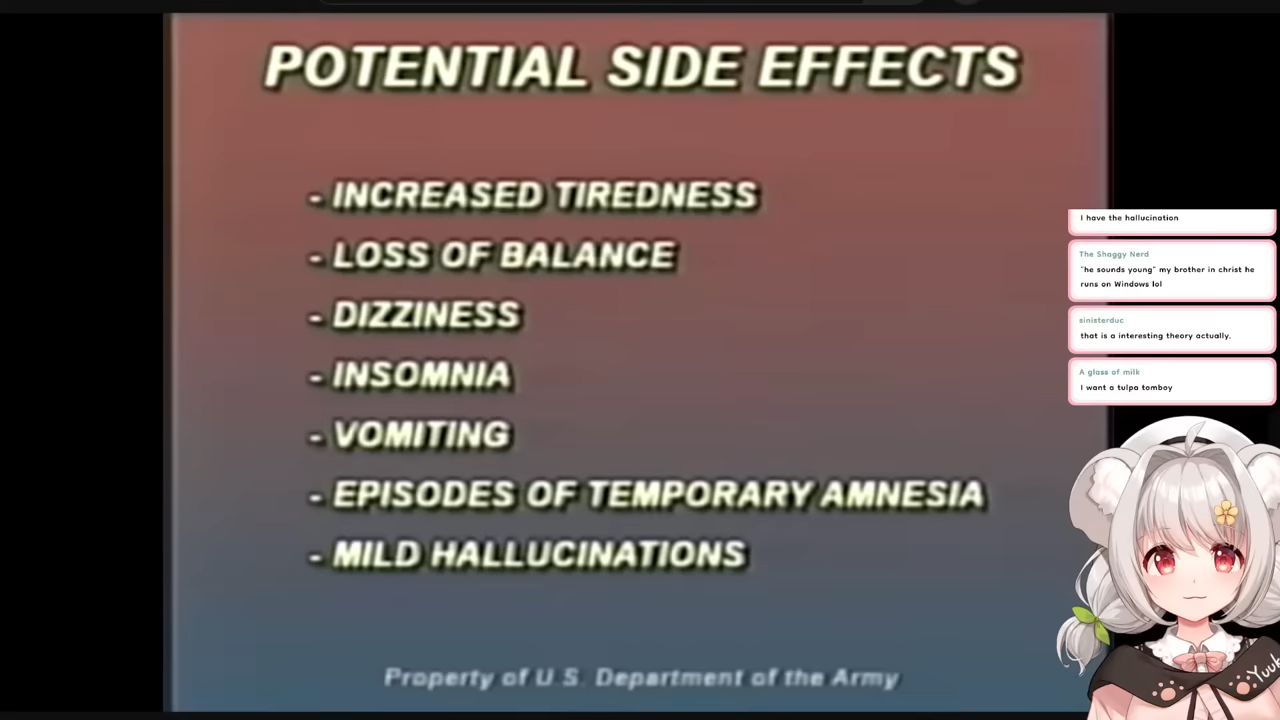 POTENTIAL SIDE EFFECTS
- INCREASED TIREDNESS
- LOSS OF BALANCE
- DIZZINESS
- INSOMNIA
- VOMITING
- EPISODES OF TEMPORARY AMNESIA
- MILD HALLUCINATIONS
Property of U.S. Department of the Army
I have the hallucination
The Shaggy Nerd
"he sounds young" my brother in christ he
runs on Windows lol
sinisterduc
that is a interesting theory actually.
A glass of milk
I want a tulpa tomboy